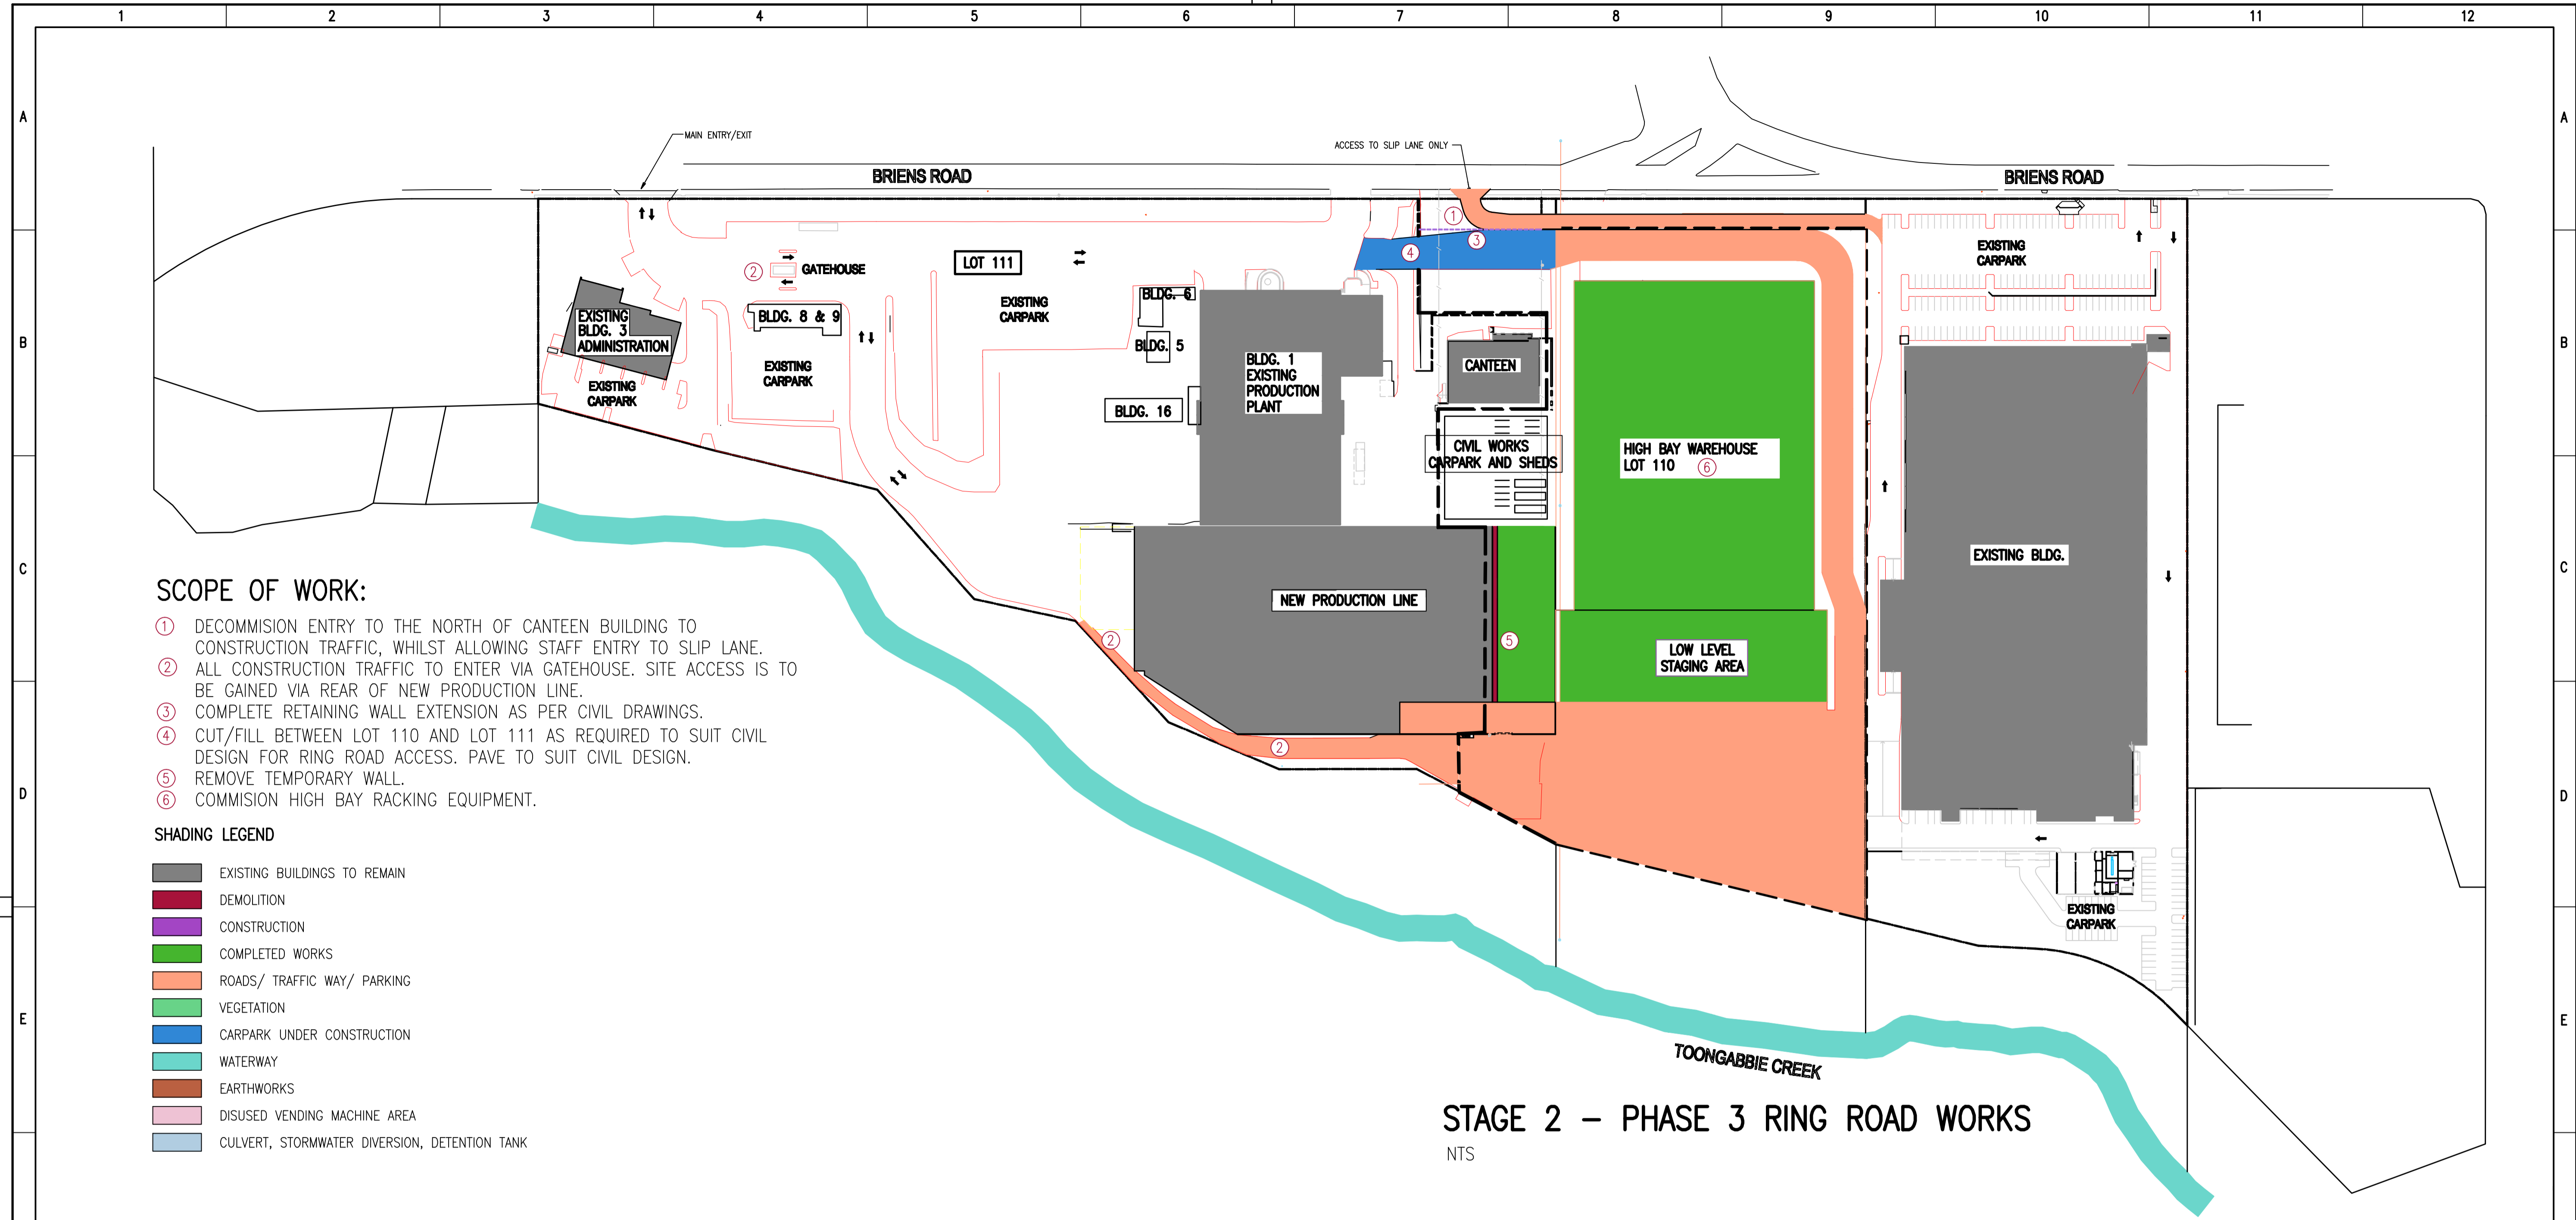 1 2 3 4 5 6 7 8 9 10 11 12
A A
MAIN ENTRY/EXIT
ACCESS TO SLIP LANE ONLY
BRIENS ROAD
BRIENS ROAD
1
3
4
2
GATEHOUSE
LOT 111
EXISTING
CARPARK
EXISTING
CARPARK
BLDG. 6
BLDG. 8 & 9
EXISTING
BLDG. 3
ADMINISTRATION
B B
BLDG. 5
BLDG. 1
EXISTING
PRODUCTION
PLANT
CANTEEN
EXISTING
CARPARK
EXISTING
CARPARK
BLDG. 16
CIVIL WORKS
CARPARK AND SHEDS
HIGH BAY WAREHOUSE
LOT 110 6
EXISTING BLDG.
C C
NEW PRODUCTION LINE
5
2
LOW LEVEL
STAGING AREA
2
SCOPE OF WORK:
1 DECOMMISION ENTRY TO THE NORTH OF CANTEEN BUILDING TO
CONSTRUCTION TRAFFIC, WHILST ALLOWING STAFF ENTRY TO SLIP LANE.
2 ALL CONSTRUCTION TRAFFIC TO ENTER VIA GATEHOUSE. SITE ACCESS IS TO
BE GAINED VIA REAR OF NEW PRODUCTION LINE.
3 COMPLETE RETAINING WALL EXTENSION AS PER CIVIL DRAWINGS.
4 CUT/FILL BETWEEN LOT 110 AND LOT 111 AS REQUIRED TO SUIT CIVIL
DESIGN FOR RING ROAD ACCESS. PAVE TO SUIT CIVIL DESIGN.
5 REMOVE TEMPORARY WALL.
6 COMMISION HIGH BAY RACKING EQUIPMENT.
D D
SHADING LEGEND
EXISTING BUILDINGS TO REMAIN
DEMOLITION
CONSTRUCTION
COMPLETED WORKS
ROADS/ TRAFFIC WAY/ PARKING
VEGETATION
CARPARK UNDER CONSTRUCTION
WATERWAY
EARTHWORKS
DISUSED VENDING MACHINE AREA
CULVERT, STORMWATER DIVERSION, DETENTION TANK
EXISTING
CARPARK
E E
TOONGABBIE CREEK
STAGE 2 – PHASE 3 RING ROAD WORKS
NTS